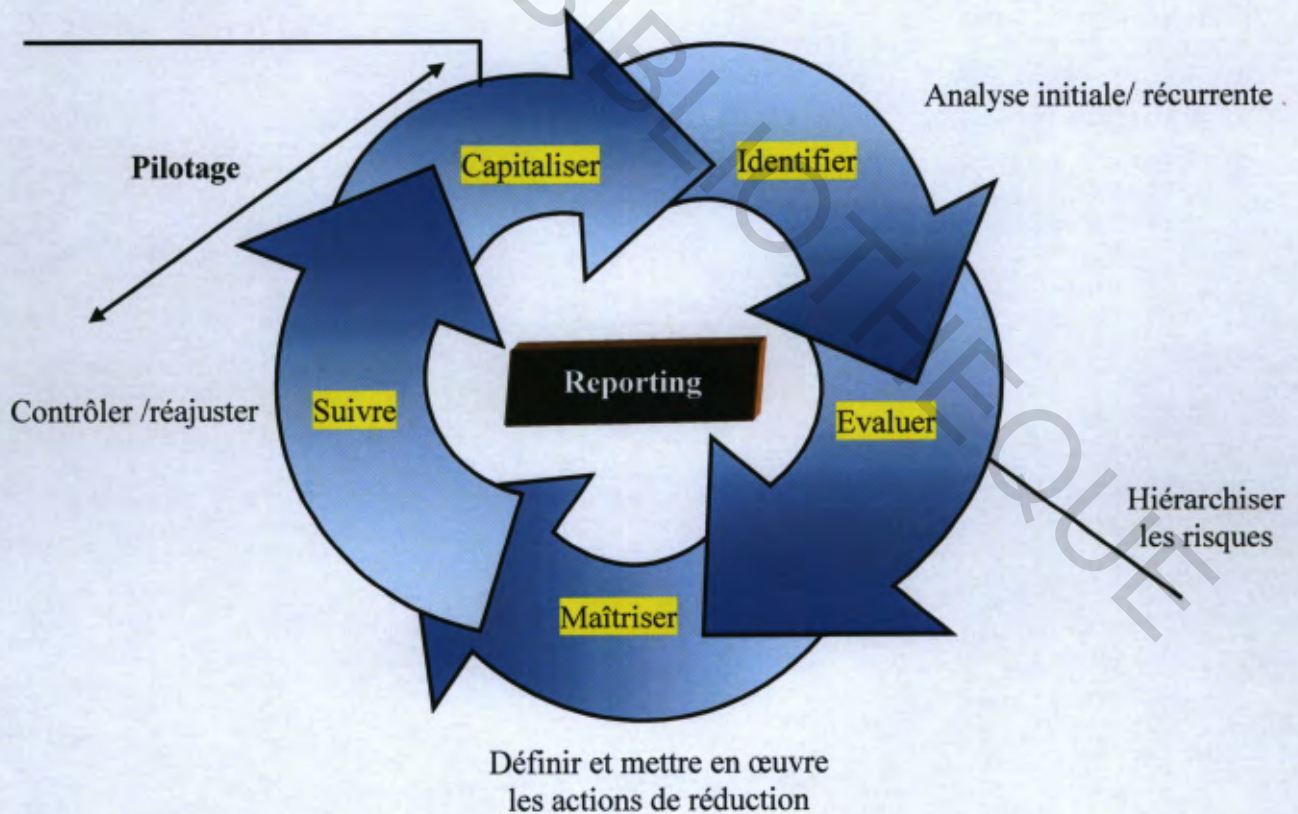 Analyse initiale/ récurrente .
Pilotage
Capitaliser
Identifier
Reporting
Contrôler /réajuster
Suivre
Evaluer
Hiérarchiser
les risques
Maîtriser
Définir et mettre en œuvre
les actions de réduction
BIBLIOTHEQUE